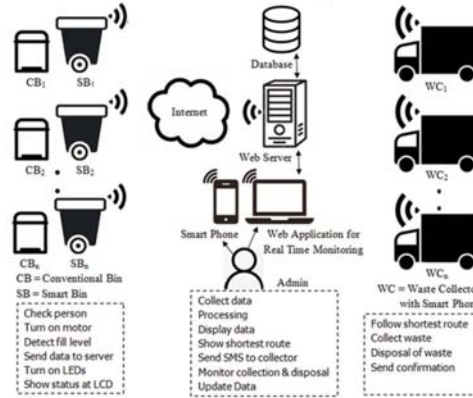 CB1 SB1
CB2 SB2
CBn SBn
CB = Conventional Bin
SB = Smart Bin
Check person
Turn on motor
Detect fill level
Send data to server
Turn on LEDs
Show status at LCD
Database
Internet
Web Server
Smart Phone
Web Application for
Real Time Monitoring
Admin
Collect data
Processing
Display data
Show shortest route
Send SMS to collector
Monitor collection & disposal
Update Data
WC1
WC2
WCn
WC = Waste Collector
with Smart Phone
Follow shortest route
Collect waste
Disposal of waste
Send confirmation